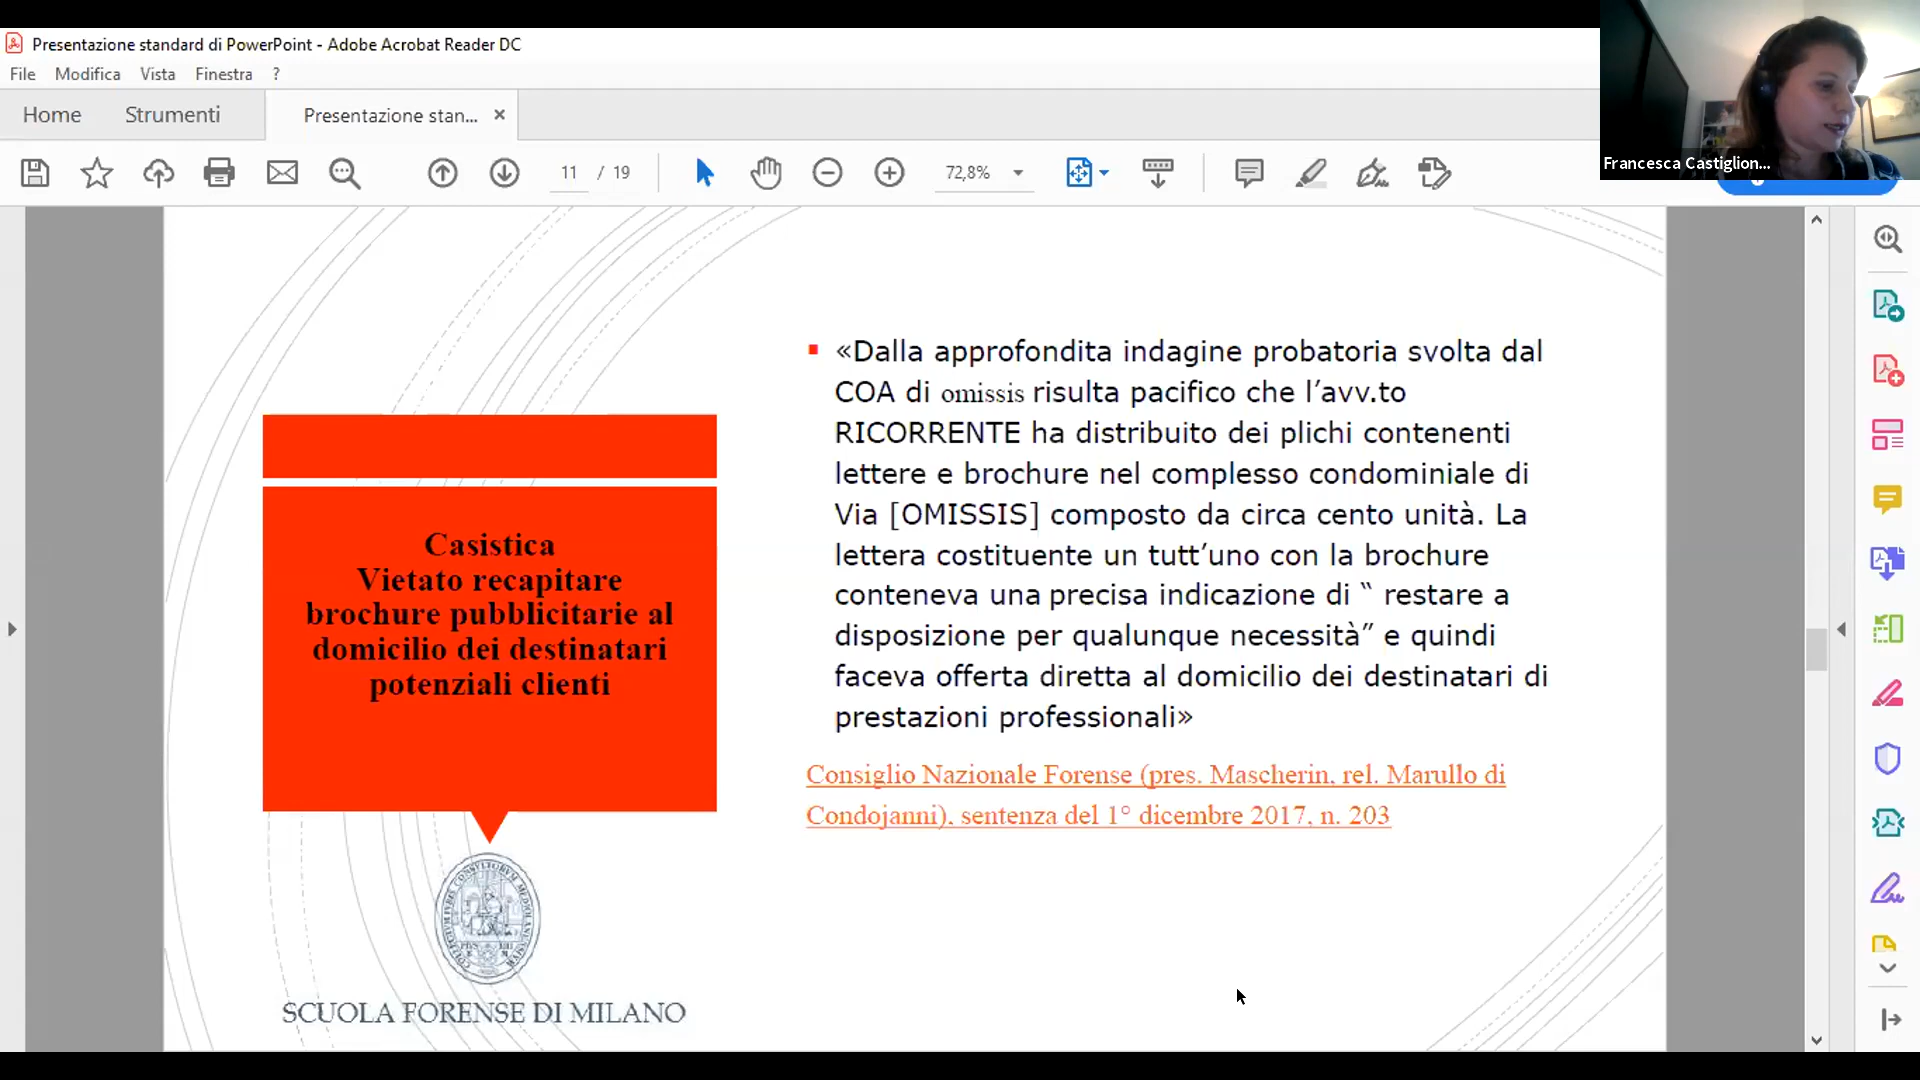 Presentazione standard di PowerPoint - Adobe Acrobat Reader DC
File Modifica Vista Finestra ?
Home Strumenti Presentazione stan...
11 / 19 72,8%
Francesca Castiglion...
Casistica
Vietato recapitare
brochure pubblicitarie al
domicilio dei destinatari
potenziali clienti
«Dalla approfondita indagine probatoria svolta dal
COA di omissis risulta pacifico che l’avv.to
RICORRENTE ha distribuito dei plichi contenenti
lettere e brochure nel complesso condominiale di
Via [OMISSIS] composto da circa cento unità. La
lettera costituente un tutt’uno con la brochure
conteneva una precisa indicazione di “ restare a
disposizione per qualunque necessità” e quindi
faceva offerta diretta al domicilio dei destinatari di
prestazioni professionali»
Consiglio Nazionale Forense (pres. Mascherin, rel. Marullo di
Condojanni), sentenza del 1° dicembre 2017, n. 203
SCUOLA FORENSE DI MILANO